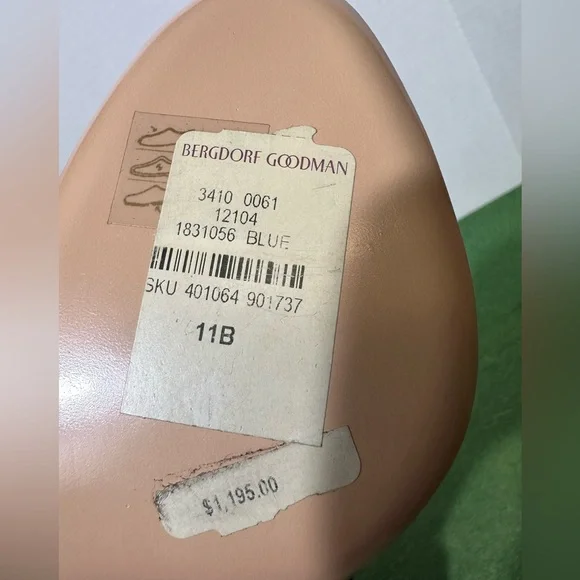 BERGDORF GOODMAN
3410 0061
12104
1831056 BLUE
SKU 401064 901737
11B
$1,195.00